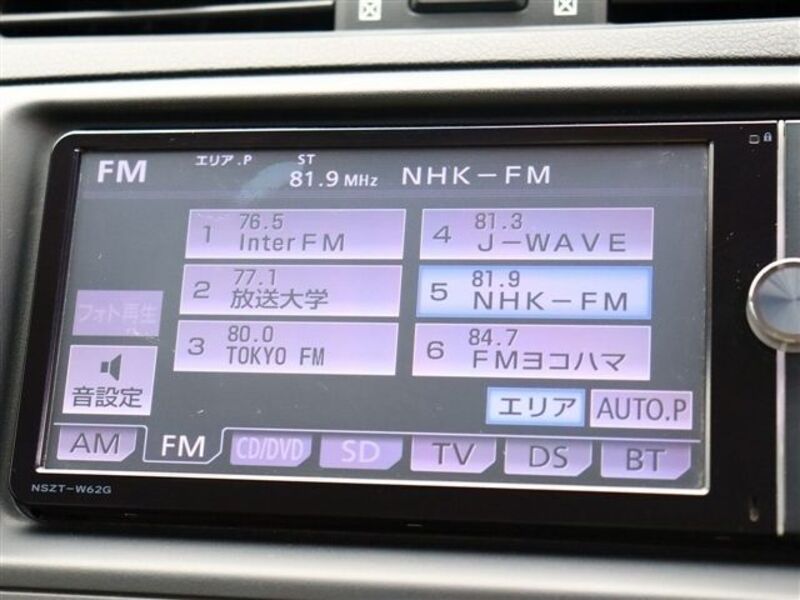 FM エリア.P ST 81.9MHz NHK-FM
1 76.5 InterFM
2 77.1 放送大学
3 80.0 TOKYO FM
4 81.3 J-WAVE
5 81.9 NHK-FM
6 84.7 FMヨコハマ
フォト再生
音設定
エリア AUTO.P
AM FM CD/DVD SD TV DS BT
NSZT-W62G